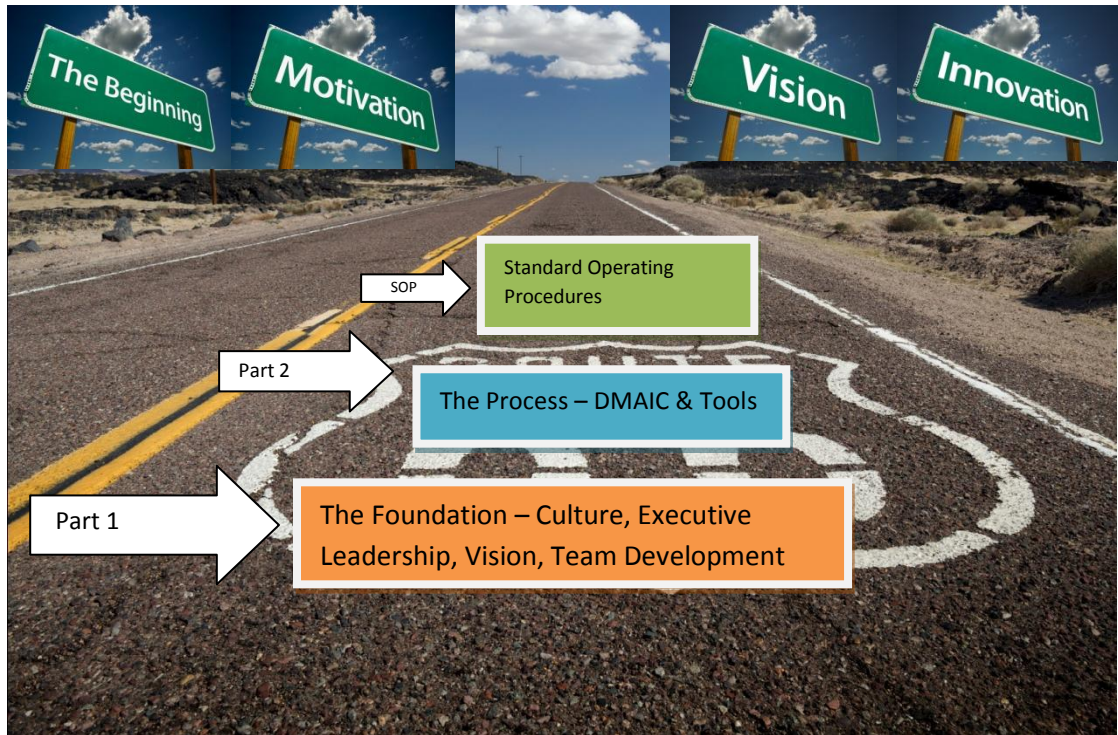 The Beginning
Motivation
Vision
Innovation
SOP
Standard Operating
Procedures
Part 2
ROUTE
The Process – DMAIC & Tools
Part 1
The Foundation – Culture, Executive
Leadership, Vision, Team Development